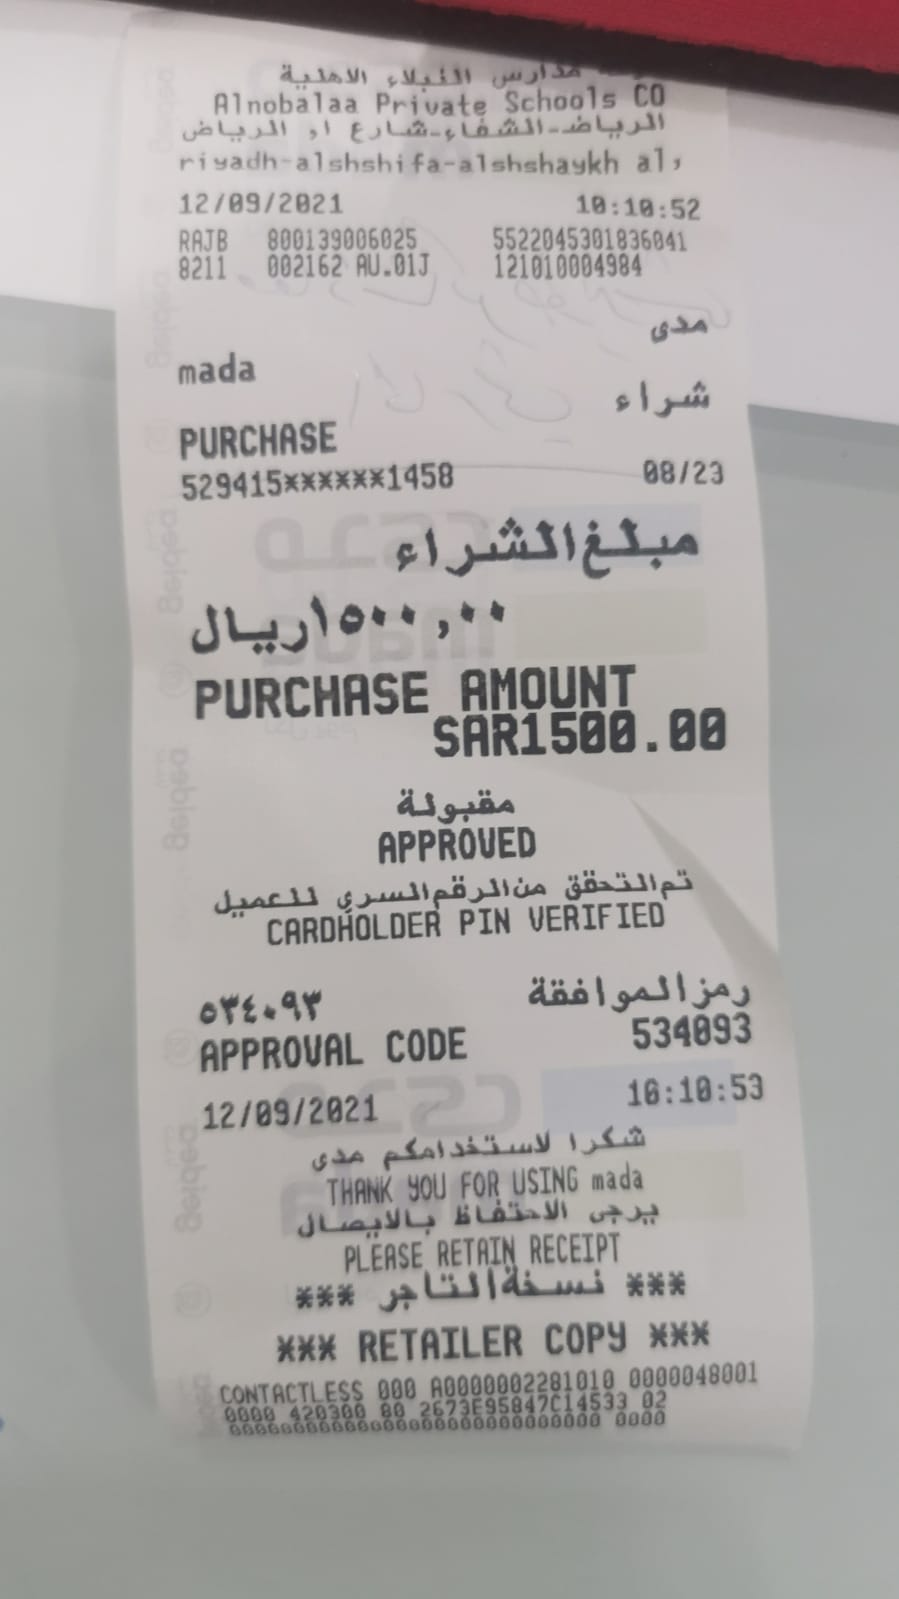 مدارس النبلاء الاهلية
Alnobalaa Private Schools CO
الرياض-الشفاء-شارع او الرياض
riyadh-alshshifa-alshshaykh al,
12/09/2021 10:10:52
RAJB 800139006025 5522045301836041
8211 002162 AU.01J 121010004984
مدى
mada
شراء
PURCHASE
529415******1458 08/23
مبلغ الشراء
١٥٠٠,٠٠ ريال
PURCHASE AMOUNT
SAR1500.00
مقبولة
APPROVED
تم التحقق من الرقم السري للعميل
CARDHOLDER PIN VERIFIED
رمز الموافقة ٥٣٤٠٩٣
APPROVAL CODE 534093
12/09/2021 10:10:53
شكرا لاستخدامكم مدى
THANK YOU FOR USING mada
يرجى الاحتفاظ بالايصال
PLEASE RETAIN RECEIPT
*** نسخة التاجر ***
*** RETAILER COPY ***
CONTACTLESS 000 A0000002281010 0000048001
0000 420300 80 2673E95847C14533 02